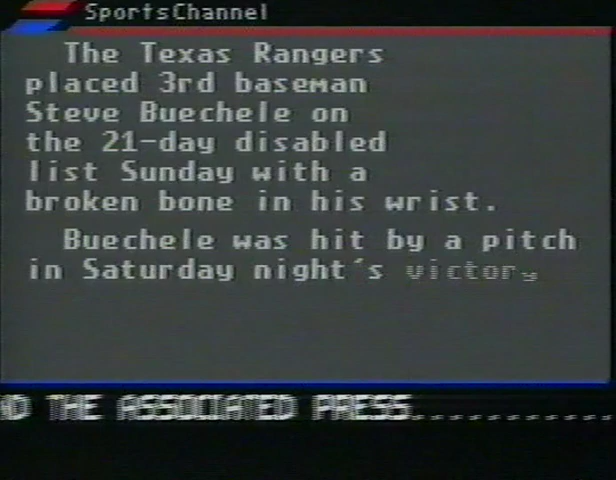 SportsChannel
The Texas Rangers
placed 3rd baseman
Steve Buechele on
the 21-day disabled
list Sunday with a
broken bone in his wrist.
Buechele was hit by a pitch
in Saturday night's victory
THE ASSOCIATED PRESS..............